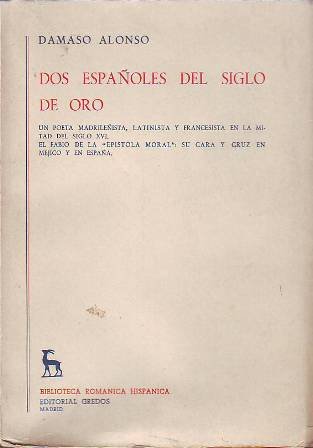 DAMASO ALONSO
DOS ESPAÑOLES DEL SIGLO
DE ORO
UN POETA MADRILEÑISTA, LATINISTA Y FRANCESISTA EN LA MI-
TAD DEL SIGLO XVI.
EL FABIO DE LA "EPISTOLA MORAL": SU CARA Y CRUZ EN
MEJICO Y EN ESPAÑA.
BIBLIOTECA ROMANICA HISPANICA
EDITORIAL GREDOS
MADRID